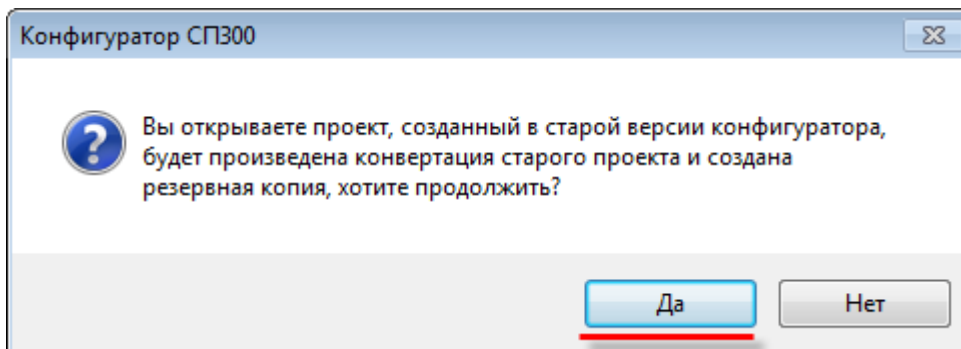 Конфигуратор СП300
Вы открываете проект, созданный в старой версии конфигуратора,
будет произведена конвертация старого проекта и создана
резервная копия, хотите продолжить?
Да
Нет